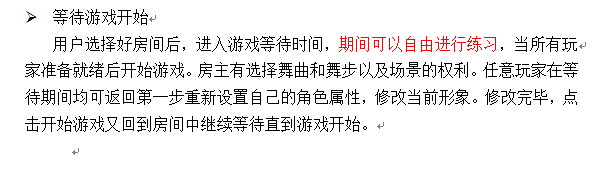 ➢ 等待游戏开始
用户选择好房间后，进入游戏等待时间，期间可以自由进行练习，当所有玩
家准备就绪后开始游戏。房主有选择舞曲和舞步以及场景的权利。任意玩家在等
待期间均可返回第一步重新设置自己的角色属性，修改当前形象。修改完毕，点
击开始游戏又回到房间中继续等待直到游戏开始。